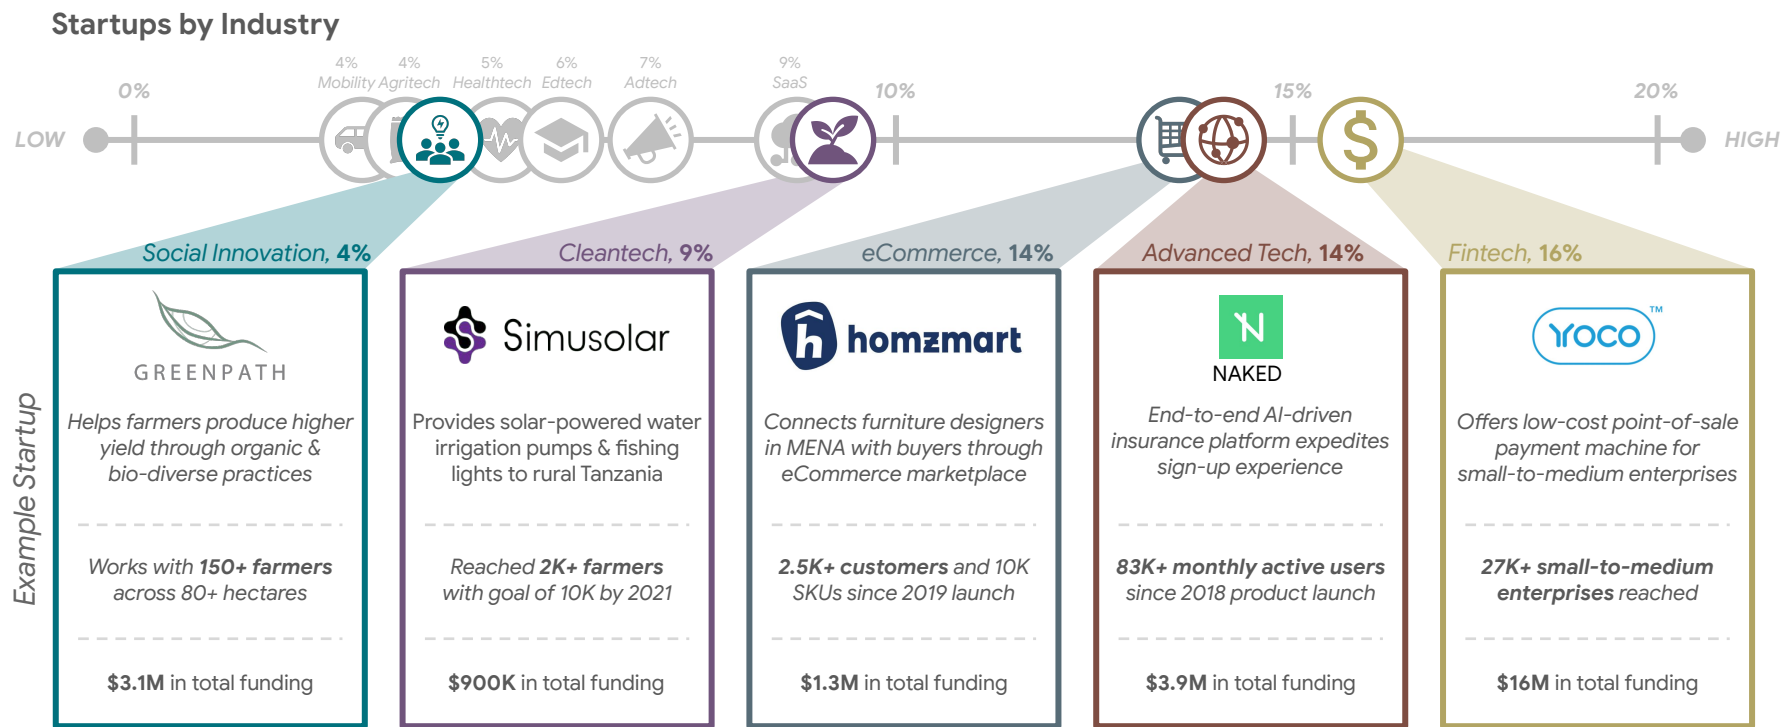 Startups by Industry
4%
Mobility
4%
Agritech
5%
Healthtech
6%
Edtech
7%
Adtech
9%
SaaS
0%
10%
15%
20%
LOW
HIGH
Social Innovation, 4%
Cleantech, 9%
eCommerce, 14%
Advanced Tech, 14%
Fintech, 16%
Example Startup
GREENPATH
Helps farmers produce higher
yield through organic &
bio-diverse practices
Works with 150+ farmers
across 80+ hectares
$3.1M in total funding
Simusolar
Provides solar-powered water
irrigation pumps & fishing
lights to rural Tanzania
Reached 2K+ farmers
with goal of 10K by 2021
$900K in total funding
homzmart
Connects furniture designers
in MENA with buyers through
eCommerce marketplace
2.5K+ customers and 10K
SKUs since 2019 launch
$1.3M in total funding
N
NAKED
End-to-end AI-driven
insurance platform expedites
sign-up experience
83K+ monthly active users
since 2018 product launch
$3.9M in total funding
YOCO™
Offers low-cost point-of-sale
payment machine for
small-to-medium enterprises
27K+ small-to-medium
enterprises reached
$16M in total funding